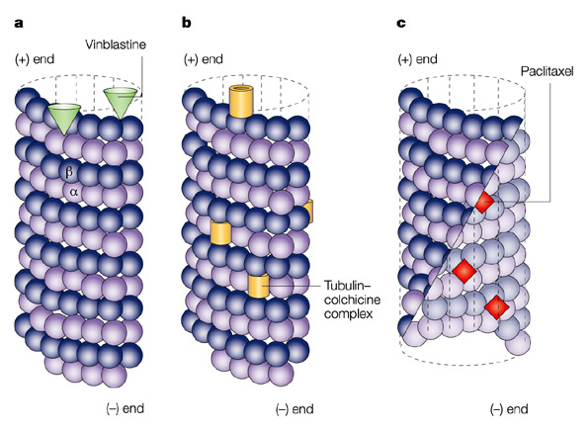 a
Vinblastine
(+) end
β
α
(–) end
b
(+) end
Tubulin–
colchicine
complex
(–) end
c
(+) end
Paclitaxel
(–) end